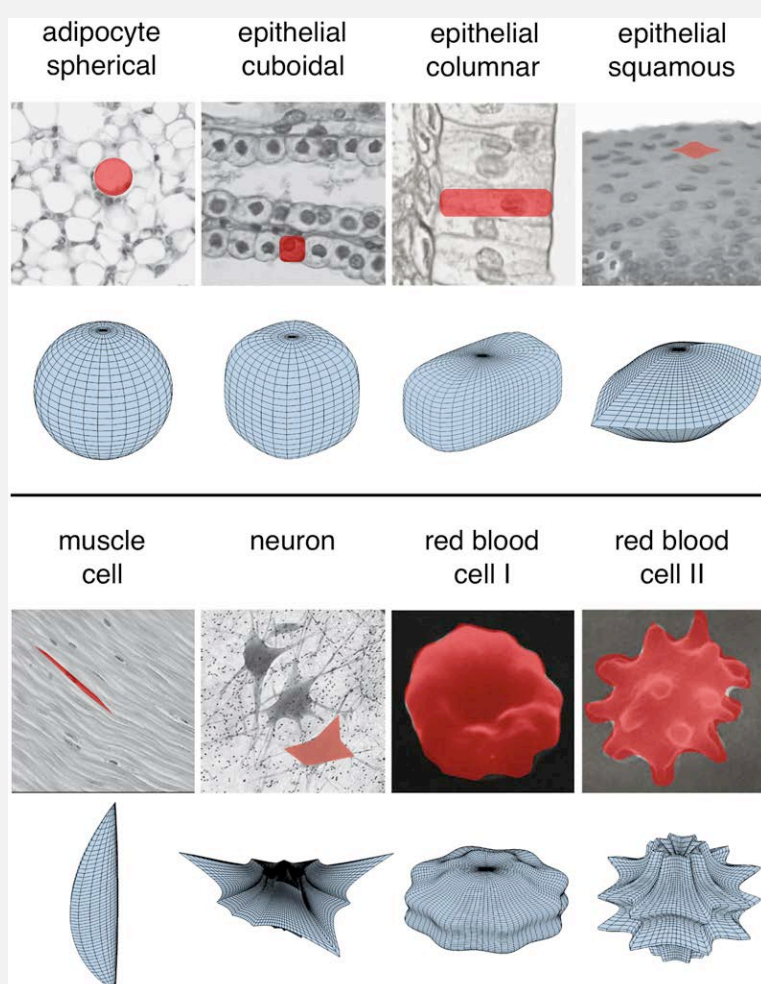 adipocyte
spherical
epithelial
cuboidal
epithelial
columnar
epithelial
squamous
muscle
cell
neuron
red blood
cell I
red blood
cell II